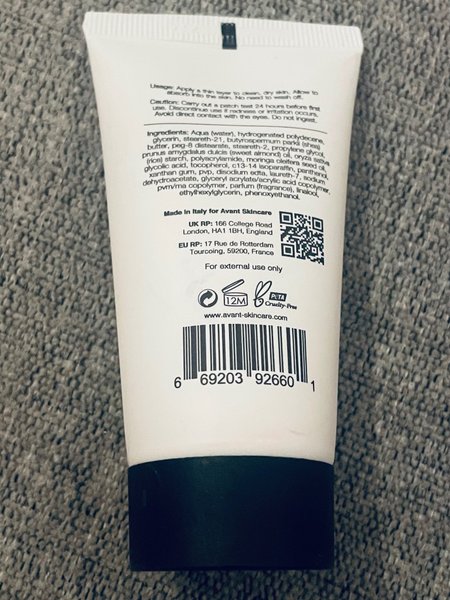 Usage: Apply a thin layer to clean, dry skin. Allow to
absorb into the skin. No need to wash off.
Caution: Carry out a patch test 24 hours before first
use. Discontinue use if redness or irritation occurs.
Avoid direct contact with the eyes. Do not ingest.
Ingredients: Aqua (water), hydrogenated polydecene,
glycerin, steareth-21, butyrospermum parkii (shea)
butter, peg-8 distearate, steareth-2, propylene glycol,
prunus amygdalus dulcis (sweet almond) oil, oryza sativa
(rice) starch, polyacrylamide, moringa oleifera seed oil,
glycolic acid, tocopherol, c13-14 isoparaffin, panthenol,
xanthan gum, pvp, disodium edta, laureth-7, sodium
dehydroacetate, glyceryl acrylate/acrylic acid copolymer,
pvm/ma copolymer, parfum (fragrance), linalool,
ethylhexylglycerin, phenoxyethanol.
Made in Italy for Avant Skincare
UK RP: 166 College Road
London, HA1 1BH, England
EU RP: 17 Rue de Rotterdam
Tourcoing, 59200, France
For external use only
12M
PETA
Cruelty-Free
www.avant-skincare.com
6 69203 92660 1